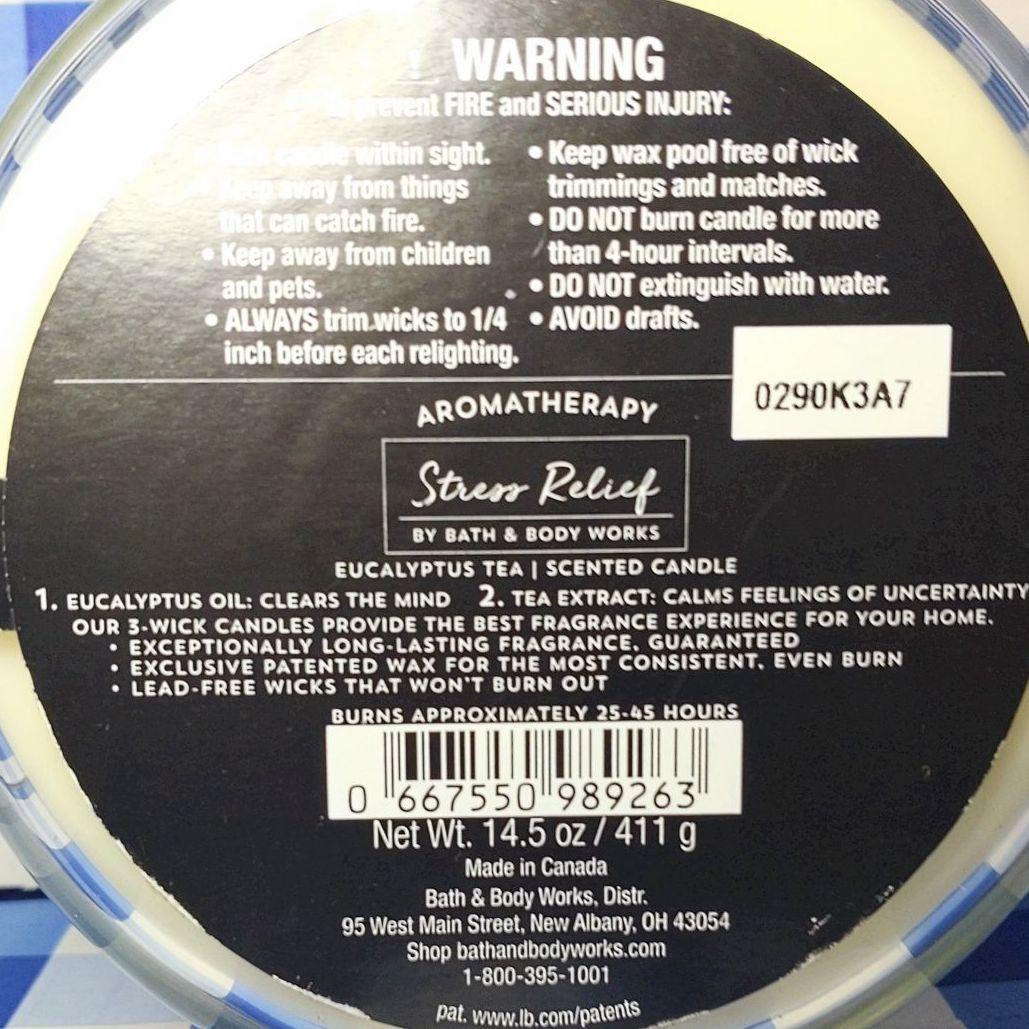 ! WARNING
To prevent FIRE and SERIOUS INJURY:
candle within sight.
• Keep away from things
that can catch fire.
• Keep away from children
and pets.
• ALWAYS trim wicks to 1/4
inch before each relighting.
• Keep wax pool free of wick
trimmings and matches.
• DO NOT burn candle for more
than 4-hour intervals.
• DO NOT extinguish with water.
• AVOID drafts.
0290K3A7
AROMATHERAPY
Stress Relief
BY BATH & BODY WORKS
EUCALYPTUS TEA | SCENTED CANDLE
1. EUCALYPTUS OIL: CLEARS THE MIND 2. TEA EXTRACT: CALMS FEELINGS OF UNCERTAINTY
OUR 3-WICK CANDLES PROVIDE THE BEST FRAGRANCE EXPERIENCE FOR YOUR HOME.
• EXCEPTIONALLY LONG-LASTING FRAGRANCE, GUARANTEED
• EXCLUSIVE PATENTED WAX FOR THE MOST CONSISTENT, EVEN BURN
• LEAD-FREE WICKS THAT WON'T BURN OUT
BURNS APPROXIMATELY 25-45 HOURS
0 667550 989263
Net Wt. 14.5 oz / 411 g
Made in Canada
Bath & Body Works, Distr.
95 West Main Street, New Albany, OH 43054
Shop bathandbodyworks.com
1-800-395-1001
pat. www.lb.com/patents